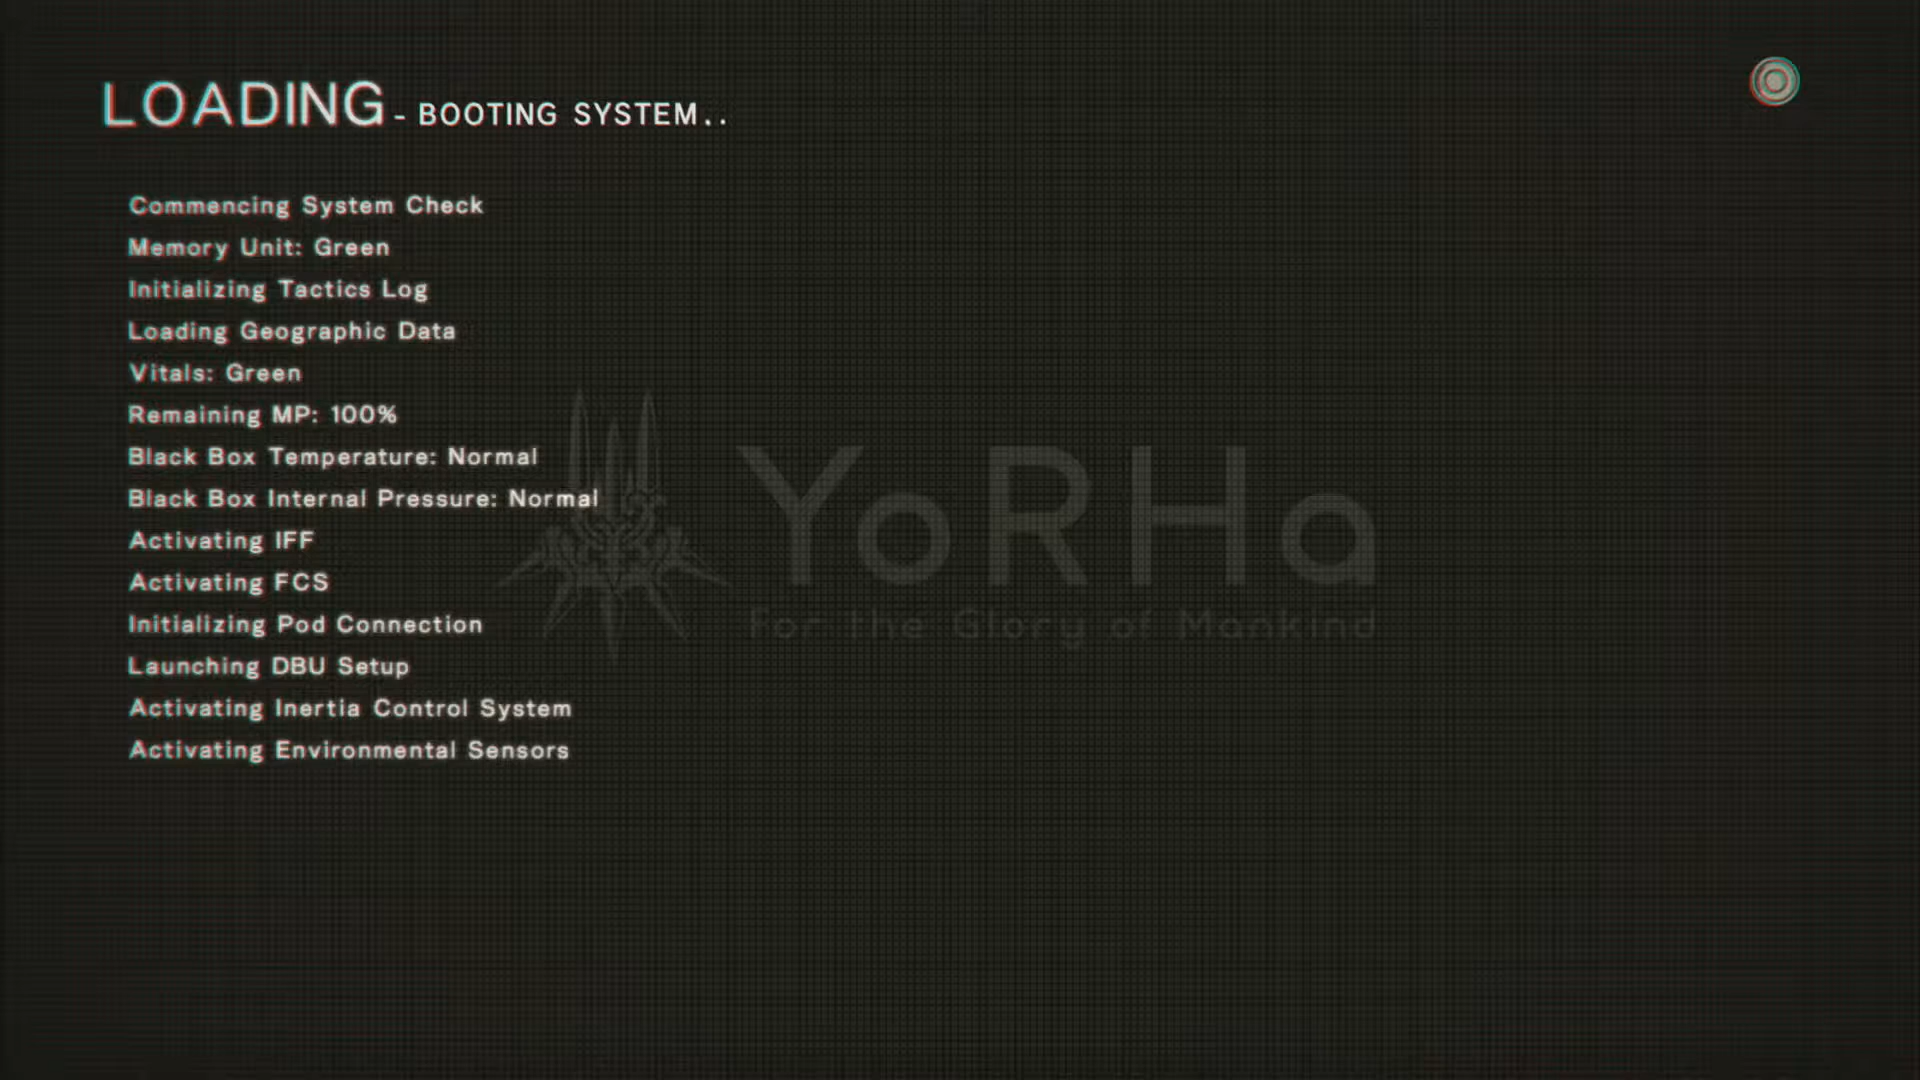 LOADING - BOOTING SYSTEM..
Commencing System Check
Memory Unit: Green
Initializing Tactics Log
Loading Geographic Data
Vitals: Green
Remaining MP: 100%
Black Box Temperature: Normal
Black Box Internal Pressure: Normal
Activating IFF
Activating FCS
Initializing Pod Connection
Launching DBU Setup
Activating Inertia Control System
Activating Environmental Sensors
YoRHa
For the Glory of Mankind